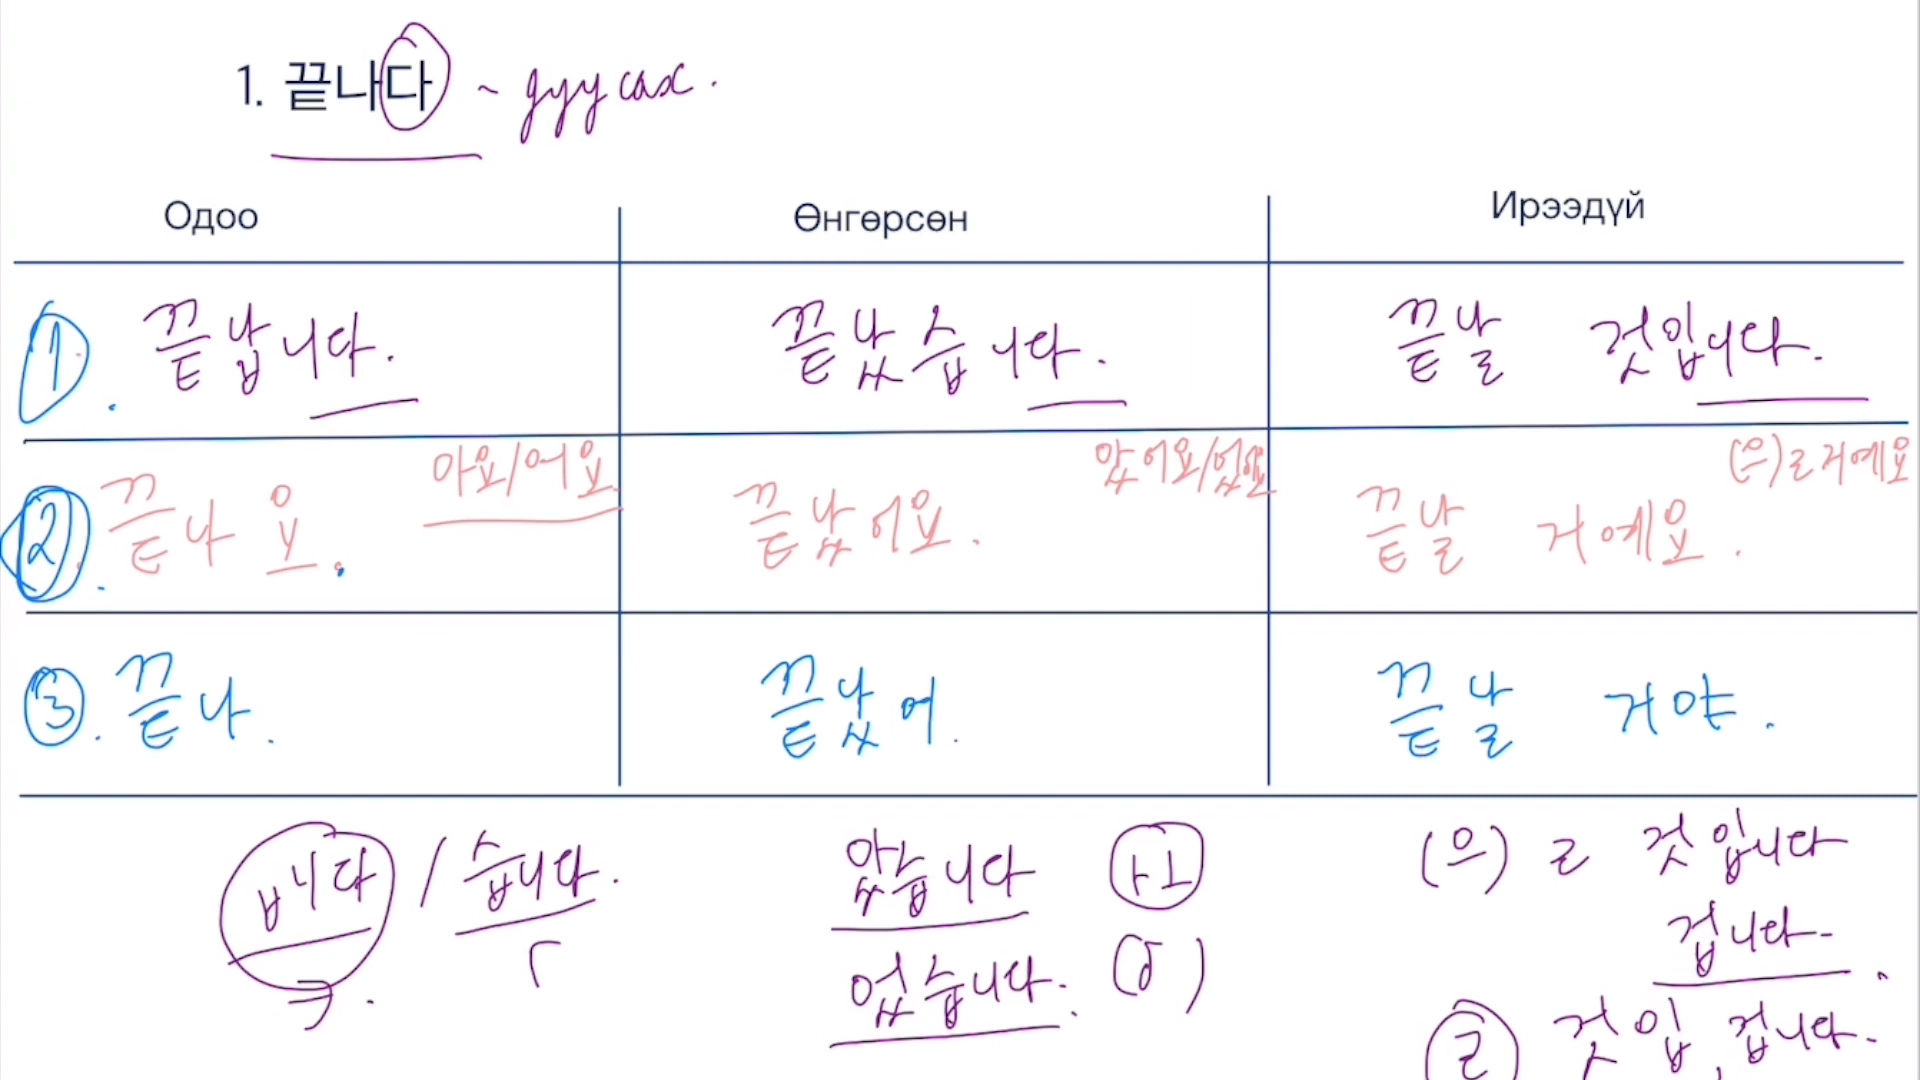 1. 끝나다 ~ дуусах.
Одоо Өнгөрсөн Ирээдүй
1. 끝납니다. 끝났습니다. 끝날 것입니다.
아요/어요 았어요/었어요 (으)ㄹ거예요
2. 끝나요. 끝났어요. 끝날 거예요.
3. 끝나. 끝났어. 끝날 거야.
ㅂ니다 / 습니다. 았습니다 ㅏㅗ (으) ㄹ 것입니다
겁니다.
었습니다.
것입, 겁니다.